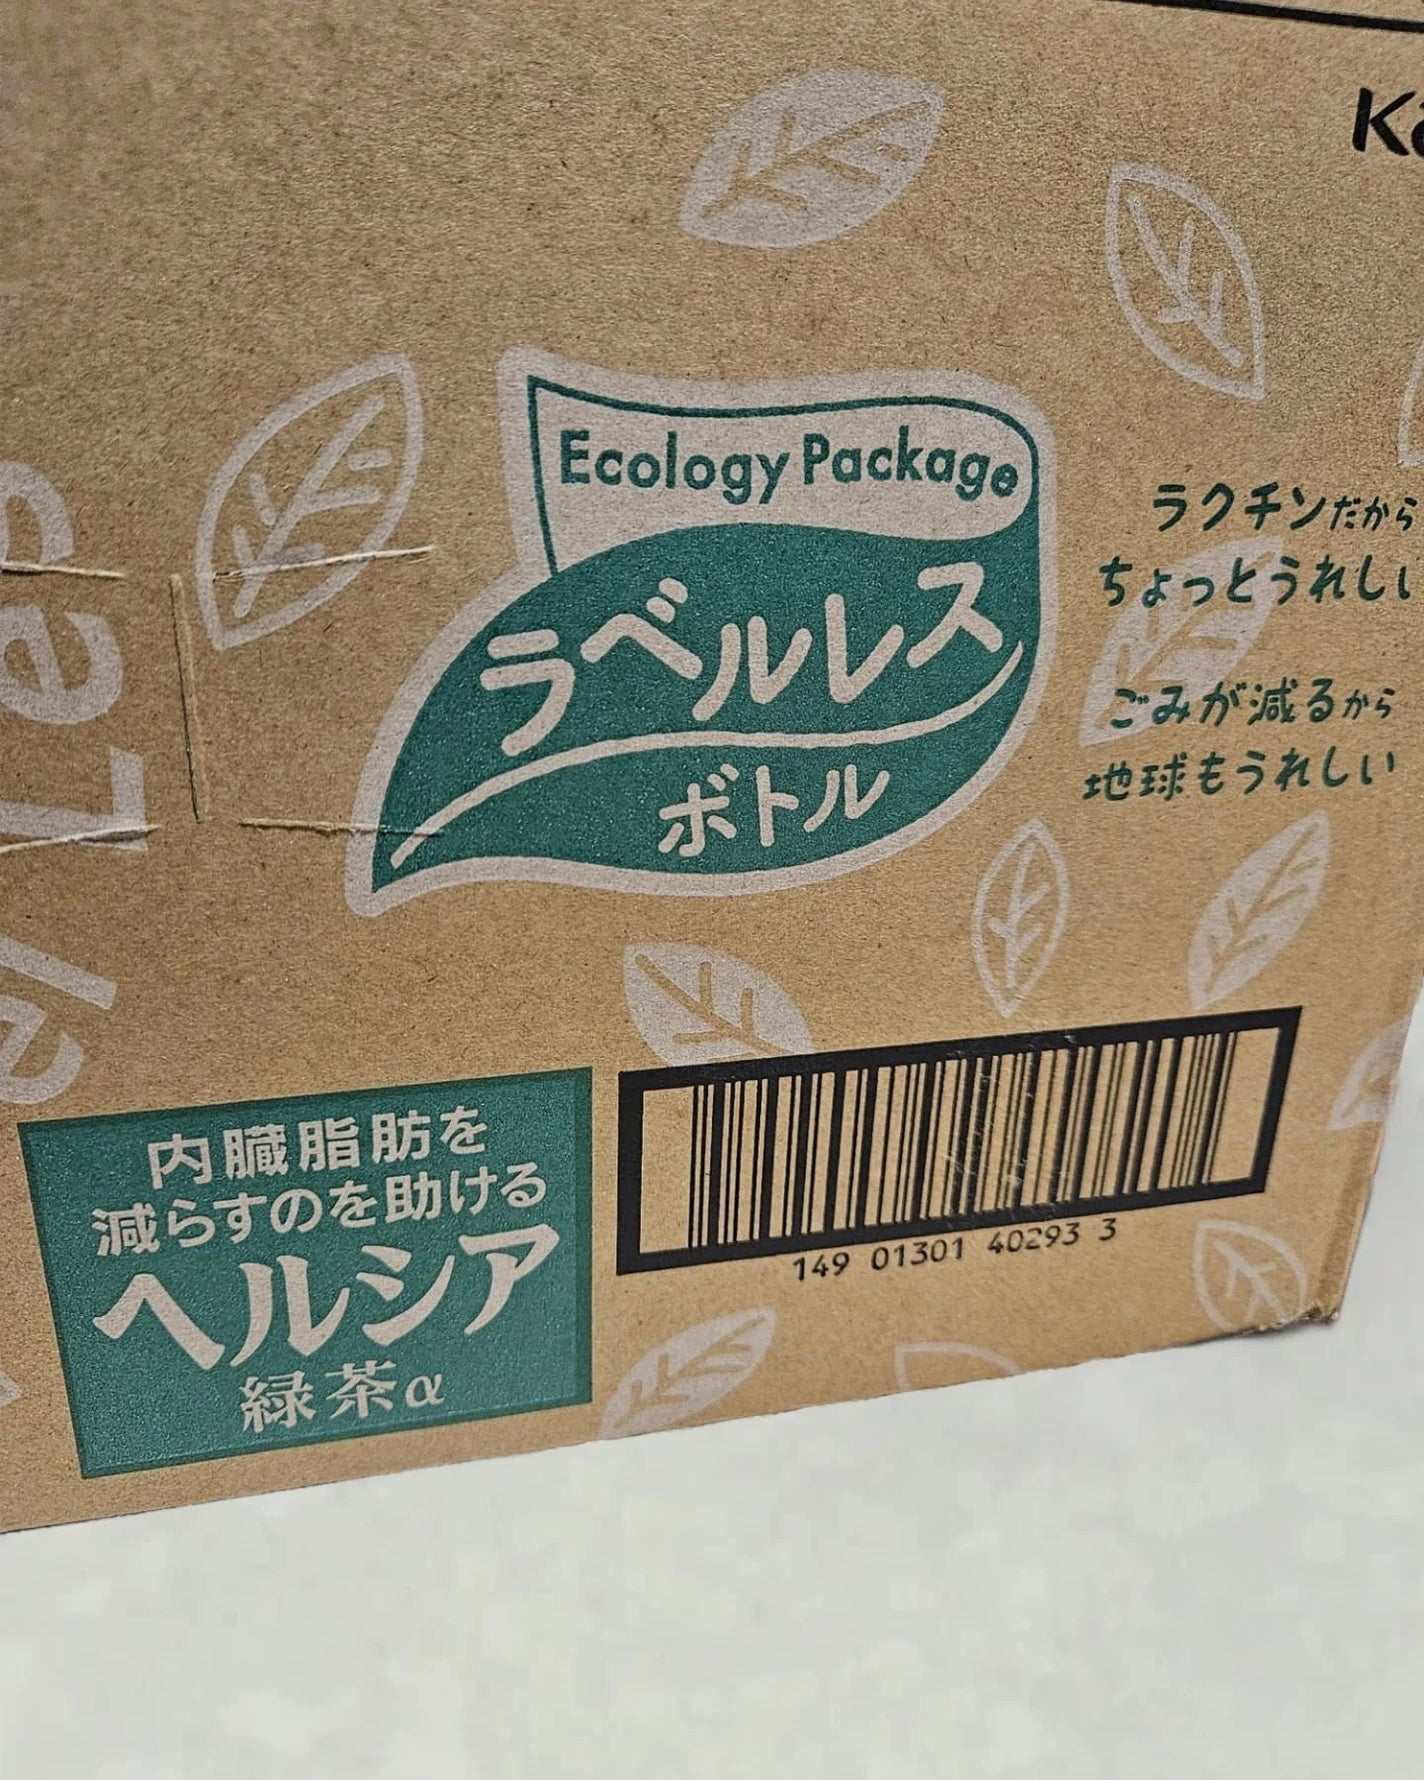 Ecology Package
ラベルレス
ボトル
ラクチンだから
ちょっとうれしい
ごみが減るから
地球もうれしい
内臓脂肪を
減らすのを助ける
ヘルシア
緑茶α
149 01301 40293 3